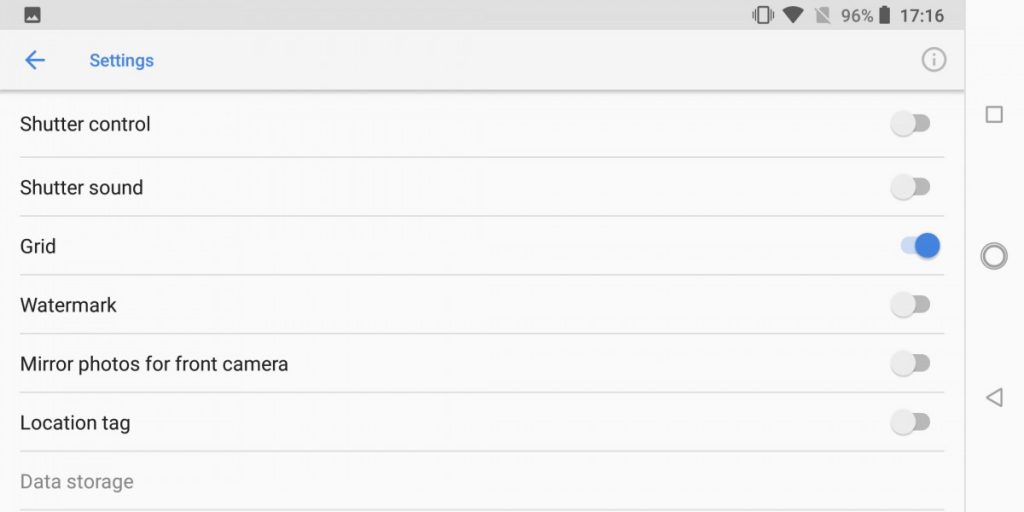 96% 17:16
Settings
Shutter control
Shutter sound
Grid
Watermark
Mirror photos for front camera
Location tag
Data storage